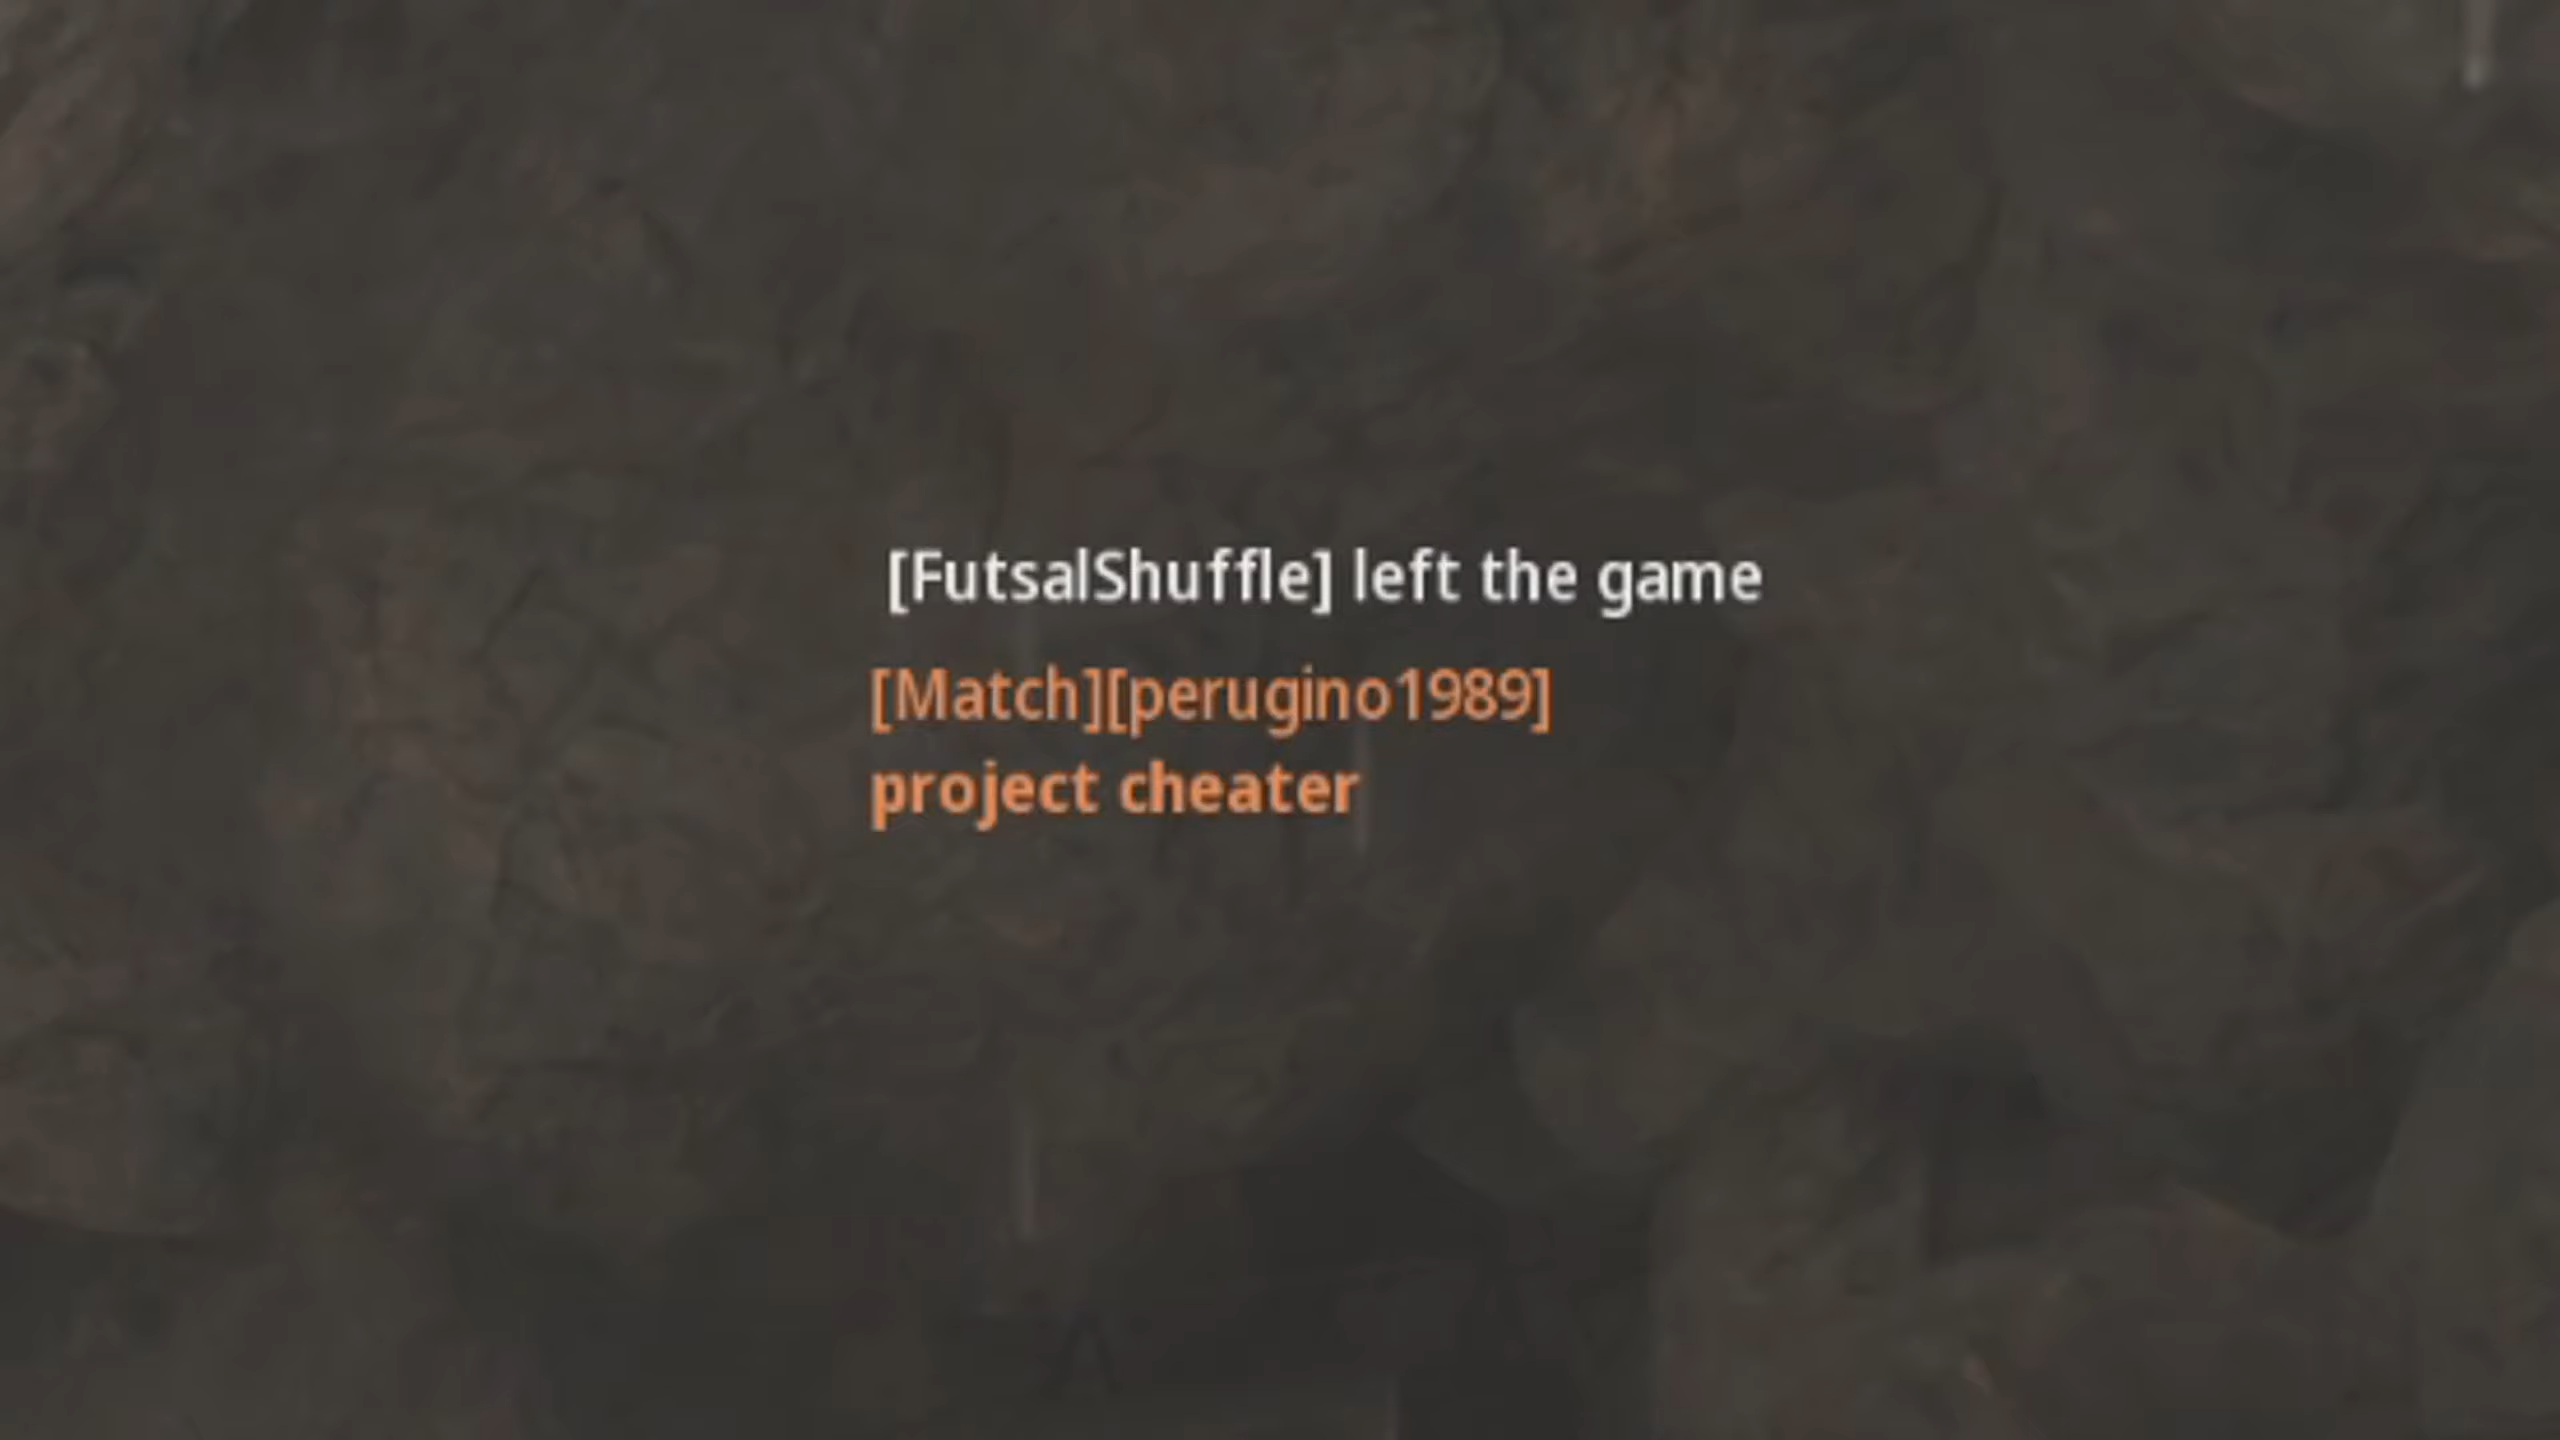 [FutsalShuffle] left the game
[Match][perugino1989]
project cheater